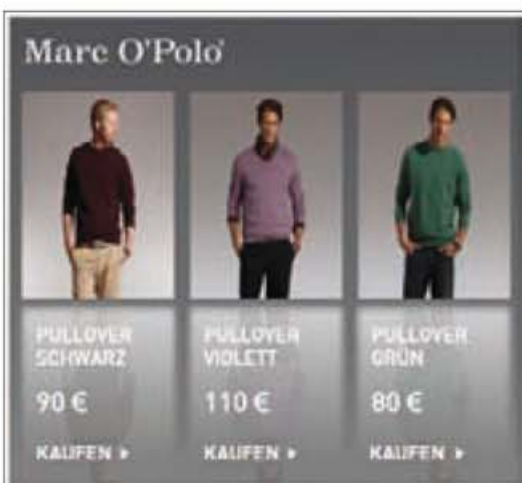 Marc O'Polo®
PULLOVER
SCHWARZ
90 €
KAUFEN ▸
PULLOVER
VIOLETT
110 €
KAUFEN ▸
PULLOVER
GRÜN
80 €
KAUFEN ▸